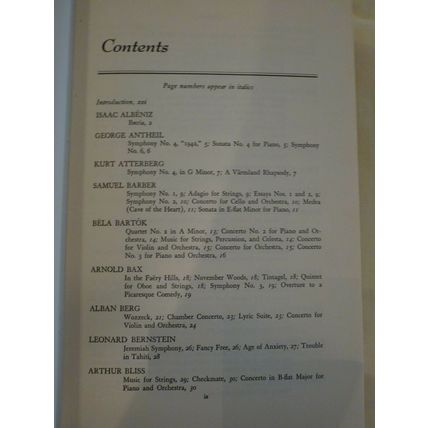 Contents
Page numbers appear in italics
Introduction, xxi
ISAAC ALBÉNIZ
Iberia, 2
GEORGE ANTHEIL
Symphony No. 4, "1942," 5; Sonata No. 4 for Piano, 5; Symphony
No. 6, 6
KURT ATTERBERG
Symphony No. 4, in G Minor, 7; A Värmland Rhapsody, 7
SAMUEL BARBER
Symphony No. 1, 9; Adagio for Strings, 9; Essays Nos. 1 and 2, 9;
Symphony No. 2, 10; Concerto for Cello and Orchestra, 10; Medea
(Cave of the Heart), 11; Sonata in E-flat Minor for Piano, 11
BÉLA BARTÓK
Quartet No. 2 in A Minor, 13; Concerto No. 2 for Piano and Or-
chestra, 14; Music for Strings, Percussion, and Celesta, 14; Concerto
for Violin and Orchestra, 15; Concerto for Orchestra, 15; Concerto
No. 3 for Piano and Orchestra, 16
ARNOLD BAX
In the Faëry Hills, 18; November Woods, 18; Tintagel, 18; Quintet
for Oboe and Strings, 18; Symphony No. 3, 19; Overture to a
Picaresque Comedy, 19
ALBAN BERG
Wozzeck, 21; Chamber Concerto, 23; Lyric Suite, 23; Concerto for
Violin and Orchestra, 24
LEONARD BERNSTEIN
Jeremiah Symphony, 26; Fancy Free, 26; Age of Anxiety, 27; Trouble
in Tahiti, 28
ARTHUR BLISS
Music for Strings, 29; Checkmate, 30; Concerto in B-flat Major for
Piano and Orchestra, 30
ix